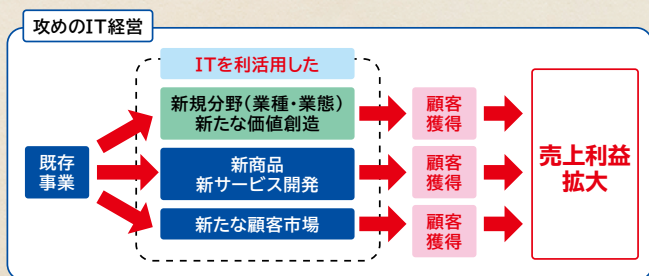 攻めのIT経営
ITを利活用した
新規分野(業種・業態)
新たな価値創造
顧客
獲得
既存
事業
新商品
新サービス開発
顧客
獲得
売上利益
拡大
新たな顧客市場
顧客
獲得